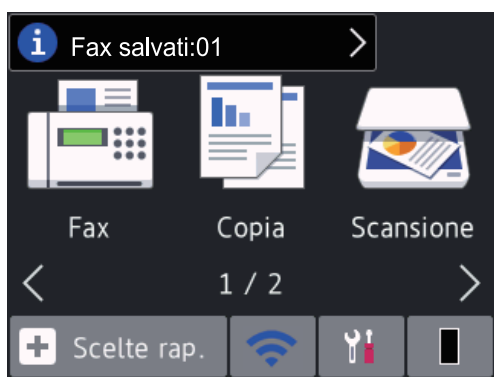 Fax salvati:01
Fax Copia Scansione
1 / 2
Scelte rap.